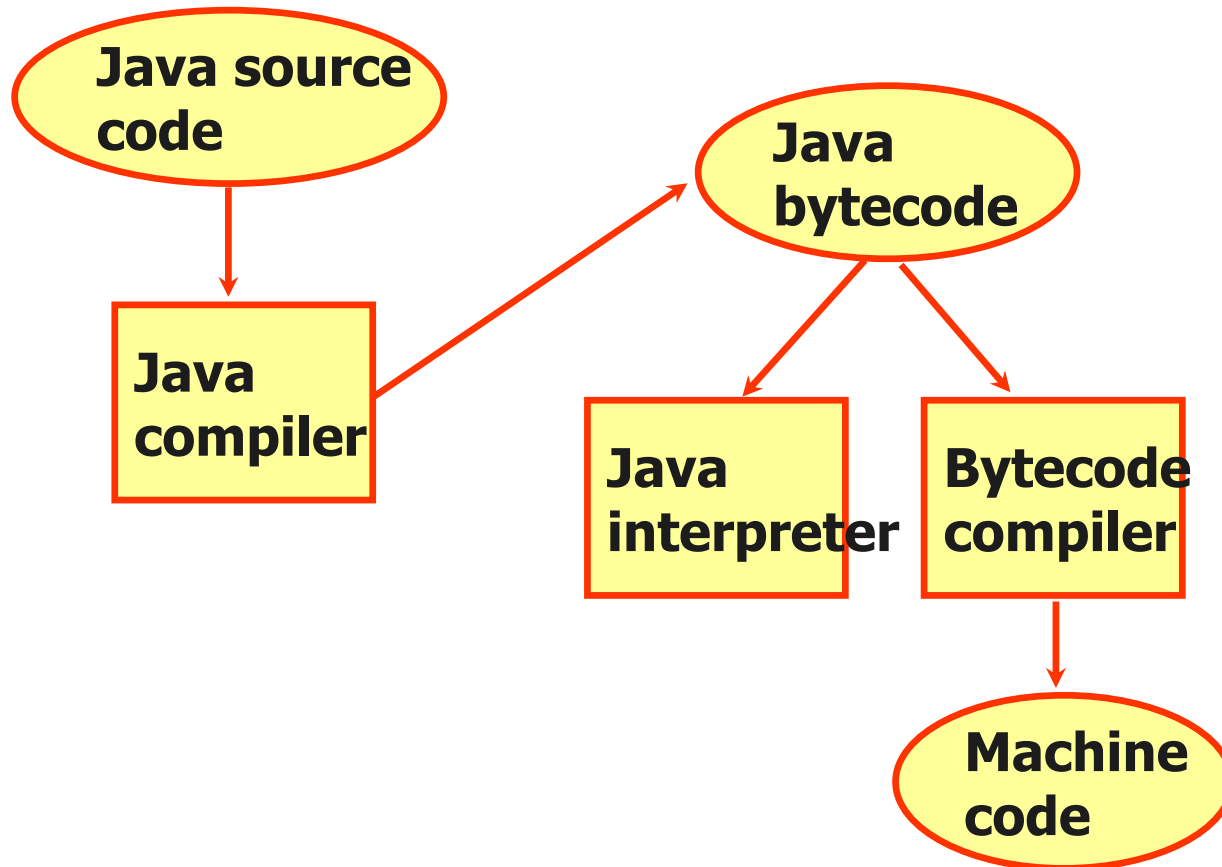 Java source
code
Java
bytecode
Java
compiler
Java
interpreter
Bytecode
compiler
Machine
code